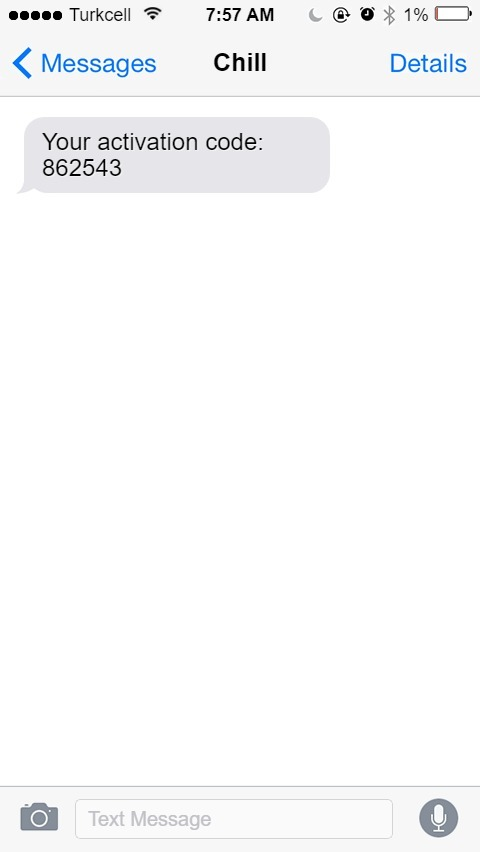 Turkcell 7:57 AM 1%
Messages Chill Details
Your activation code:
862543
Text Message